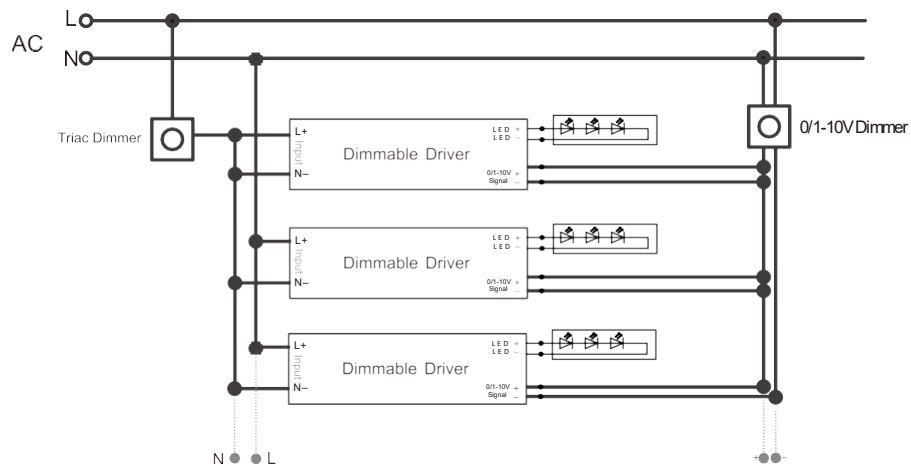 L
AC
N
Triac Dimmer
0/1-10V Dimmer
L+
Input
N–
Dimmable Driver
LED +
LED –
0/1-10V +
Signal –
L+
Input
N–
Dimmable Driver
LED +
LED –
0/1-10V +
Signal –
L+
Input
N–
Dimmable Driver
LED +
LED –
0/1-10V +
Signal –
N L
+ –